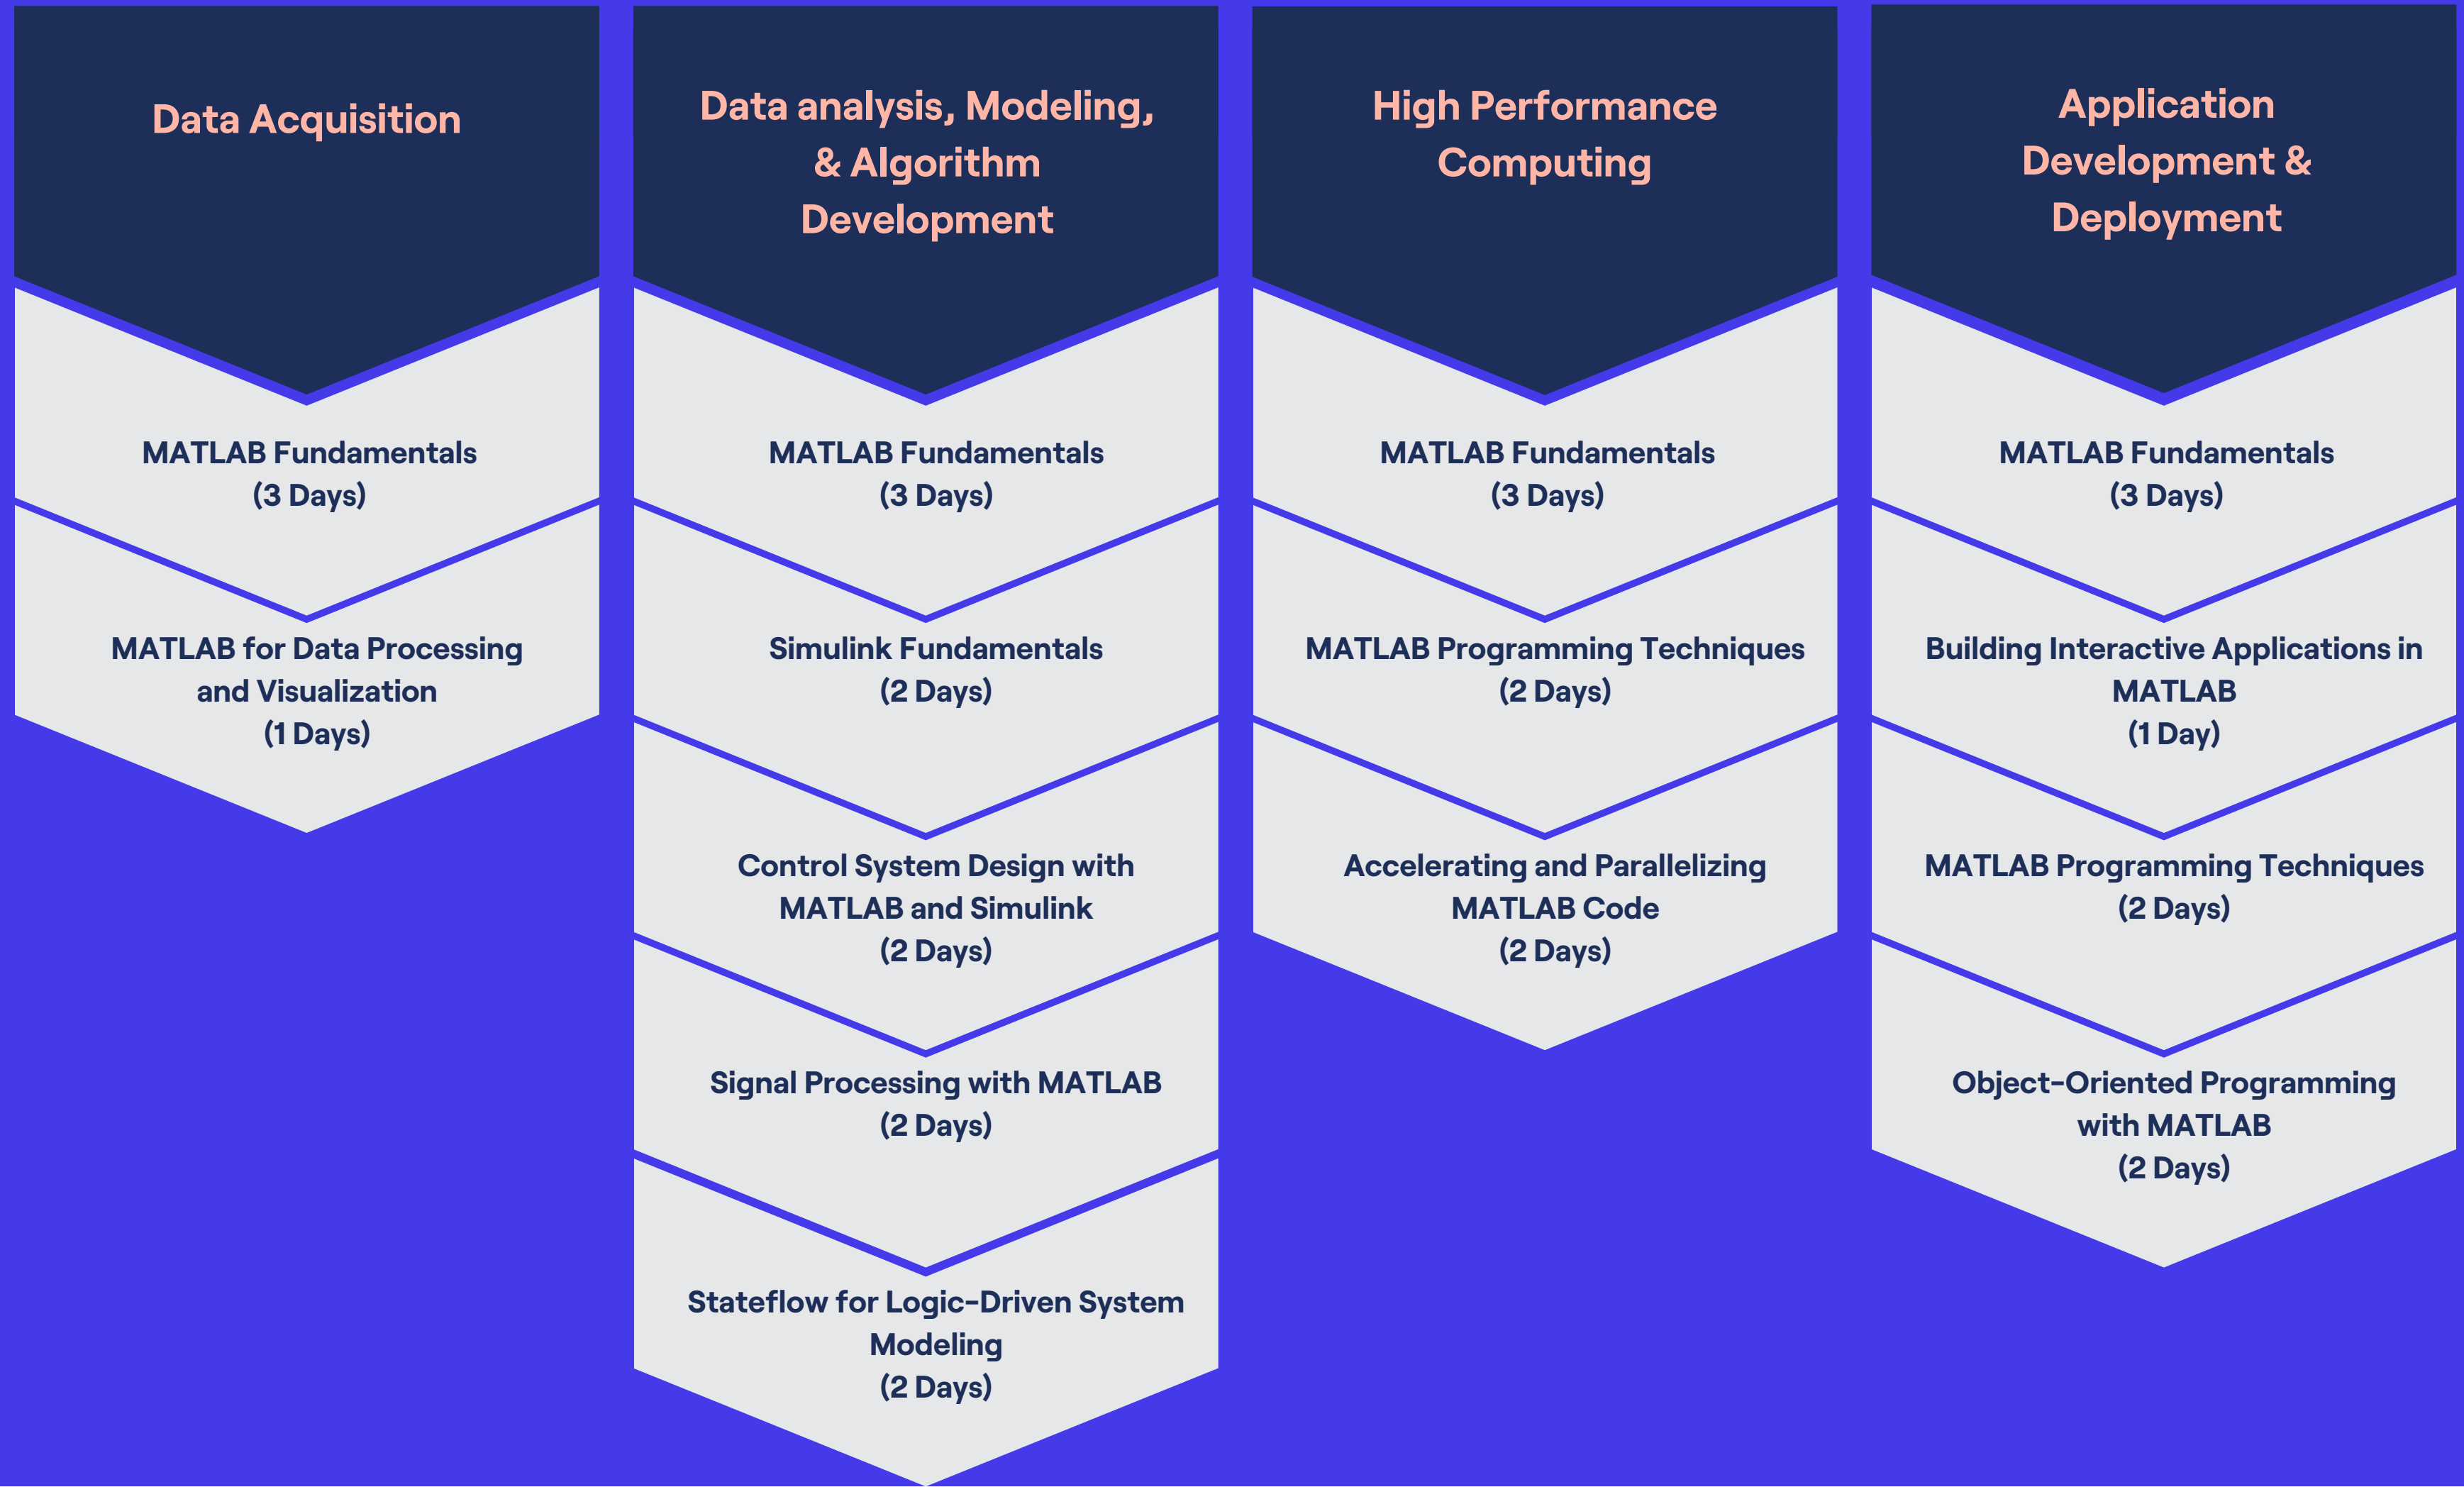 Data Acquisition
MATLAB Fundamentals
(3 Days)
MATLAB for Data Processing
and Visualization
(1 Days)
Data analysis, Modeling,
& Algorithm
Development
MATLAB Fundamentals
(3 Days)
Simulink Fundamentals
(2 Days)
Control System Design with
MATLAB and Simulink
(2 Days)
Signal Processing with MATLAB
(2 Days)
Stateflow for Logic-Driven System
Modeling
(2 Days)
High Performance
Computing
MATLAB Fundamentals
(3 Days)
MATLAB Programming Techniques
(2 Days)
Accelerating and Parallelizing
MATLAB Code
(2 Days)
Application
Development &
Deployment
MATLAB Fundamentals
(3 Days)
Building Interactive Applications in
MATLAB
(1 Day)
MATLAB Programming Techniques
(2 Days)
Object-Oriented Programming
with MATLAB
(2 Days)